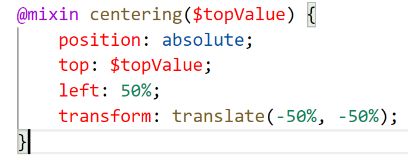 @mixin centering($topValue) {
    position: absolute;
    top: $topValue;
    left: 50%;
    transform: translate(-50%, -50%);
}